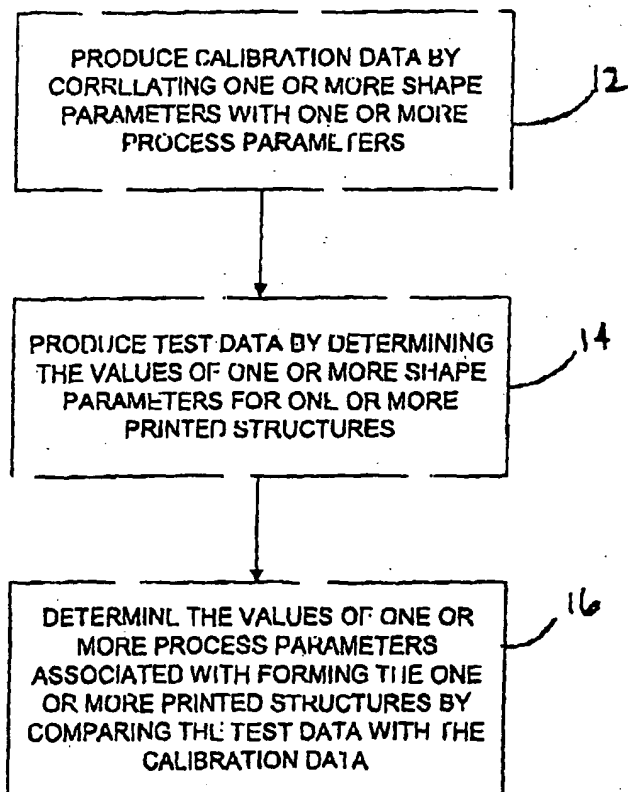 PRODUCE CALIBRATION DATA BY
CORRELATING ONE OR MORE SHAPE
PARAMETERS WITH ONE OR MORE
PROCESS PARAMETERS
12
PRODUCE TEST DATA BY DETERMINING
THE VALUES OF ONE OR MORE SHAPE
PARAMETERS FOR ONE OR MORE
PRINTED STRUCTURES
14
DETERMINE THE VALUES OF ONE OR
MORE PROCESS PARAMETERS
ASSOCIATED WITH FORMING THE ONE
OR MORE PRINTED STRUCTURES BY
COMPARING THE TEST DATA WITH THE
CALIBRATION DATA
16